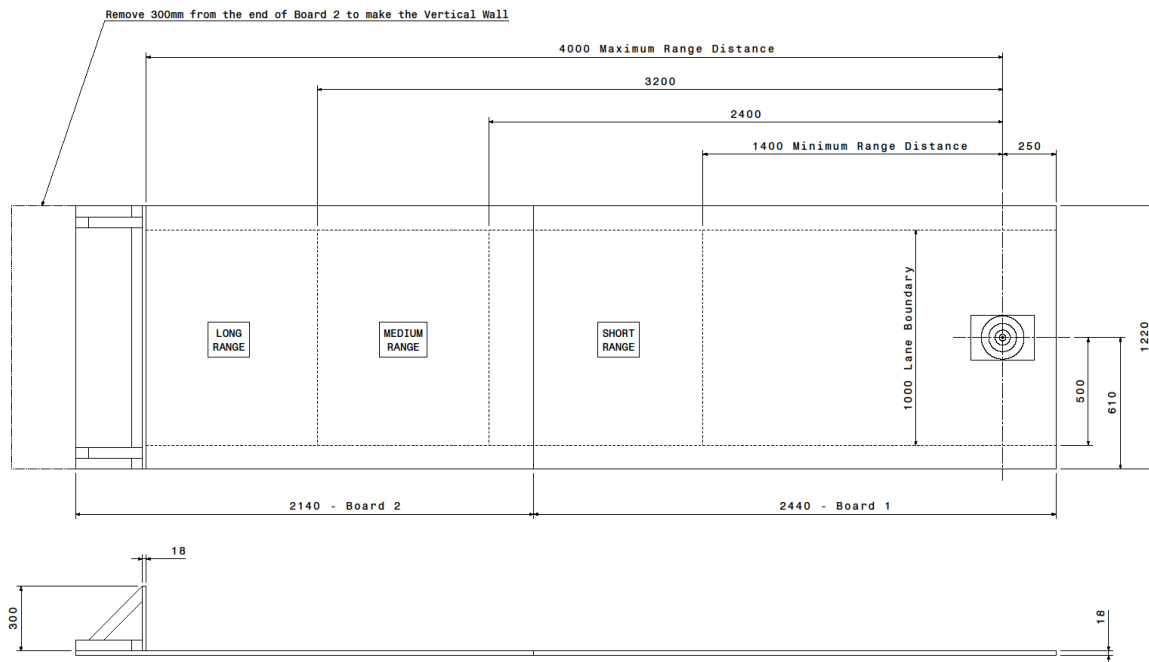 Remove 300mm from the end of Board 2 to make the Vertical Wall
4000 Maximum Range Distance
3200
2400
1400 Minimum Range Distance
250
LONG
RANGE
MEDIUM
RANGE
SHORT
RANGE
1000 Lane Boundary
500
610
1220
2140 - Board 2
2440 - Board 1
18
300
18